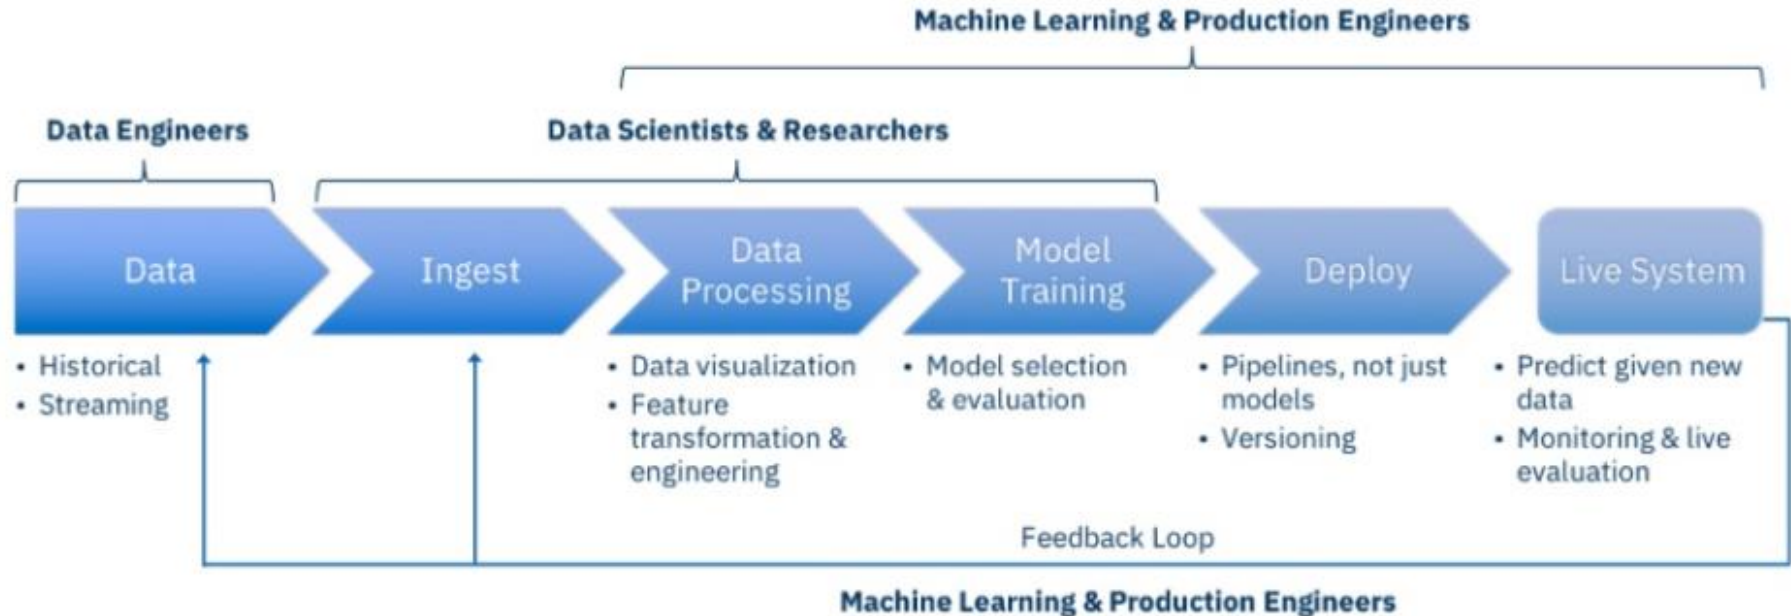 Machine Learning & Production Engineers
Data Engineers
Data Scientists & Researchers
Data
Ingest
Data
Processing
Model
Training
Deploy
Live System
• Historical
• Streaming
• Data visualization
• Feature
transformation &
engineering
• Model selection
& evaluation
• Pipelines, not just
models
• Versioning
• Predict given new
data
• Monitoring & live
evaluation
Feedback Loop
Machine Learning & Production Engineers